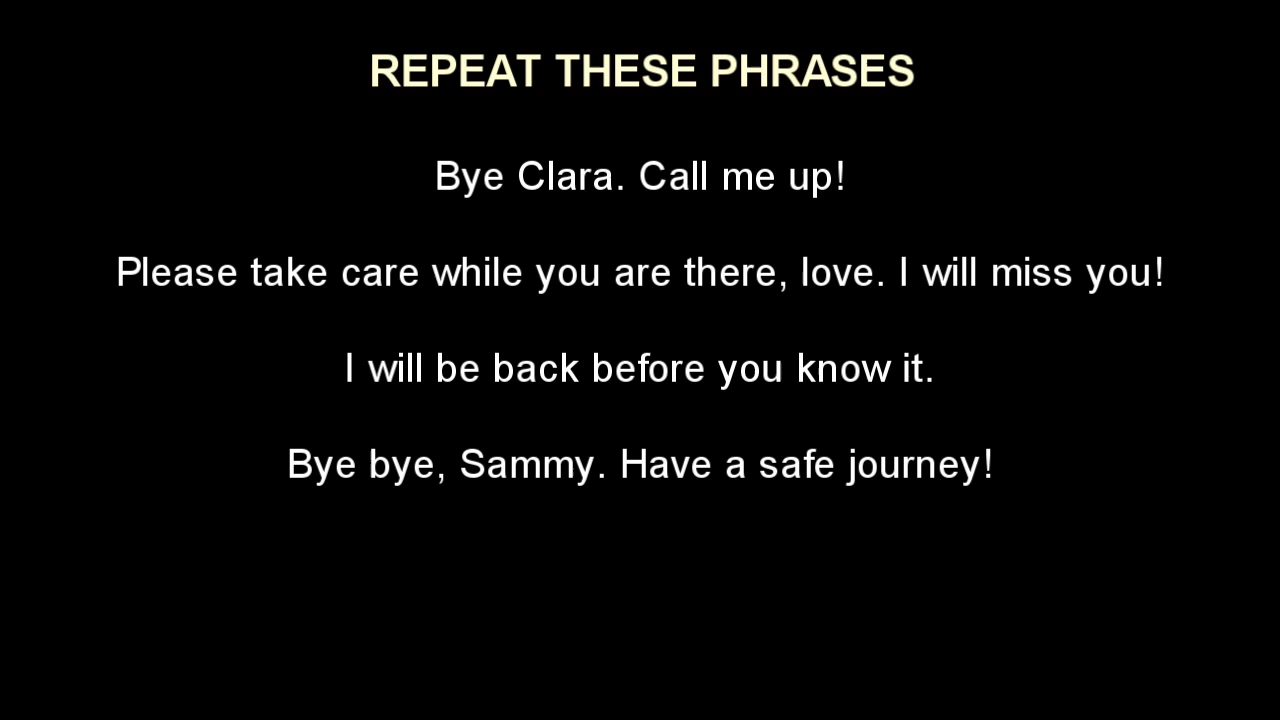 REPEAT THESE PHRASES
Bye Clara. Call me up!
Please take care while you are there, love. I will miss you!
I will be back before you know it.
Bye bye, Sammy. Have a safe journey!